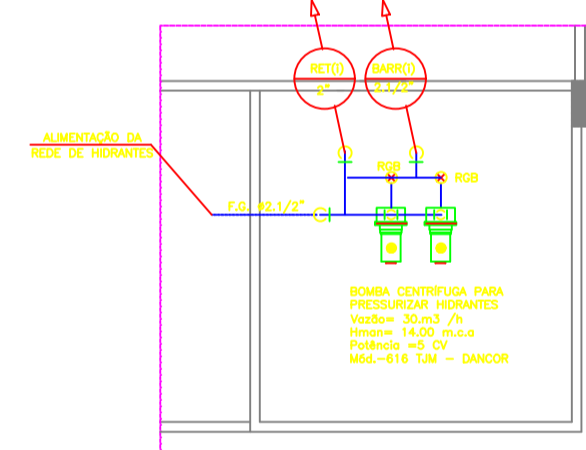 RET(I)
2"
BARR(I)
2.1/2"
ALIMENTAÇÃO DA
REDE DE HIDRANTES
RGB
RGB
F.G. Ø2.1/2"
BOMBA CENTRÍFUGA PARA
PRESSURIZAR HIDRANTES
Vazão= 30.m3 /h
Hman= 14.00 m.c.a
Potência =5 CV
Mód.-616 TJM - DANCOR